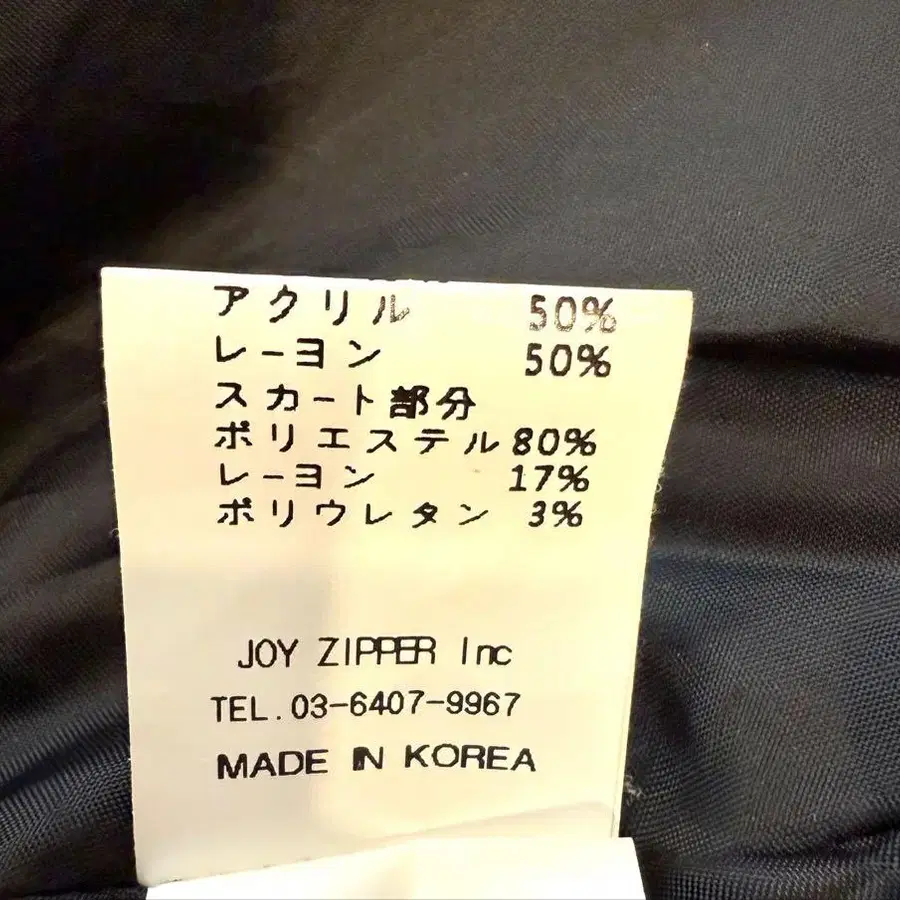 アクリル 50%
レーヨン 50%
スカート部分
ポリエステル 80%
レーヨン 17%
ポリウレタン 3%
JOY ZIPPER Inc
TEL.03-6407-9967
MADE IN KOREA